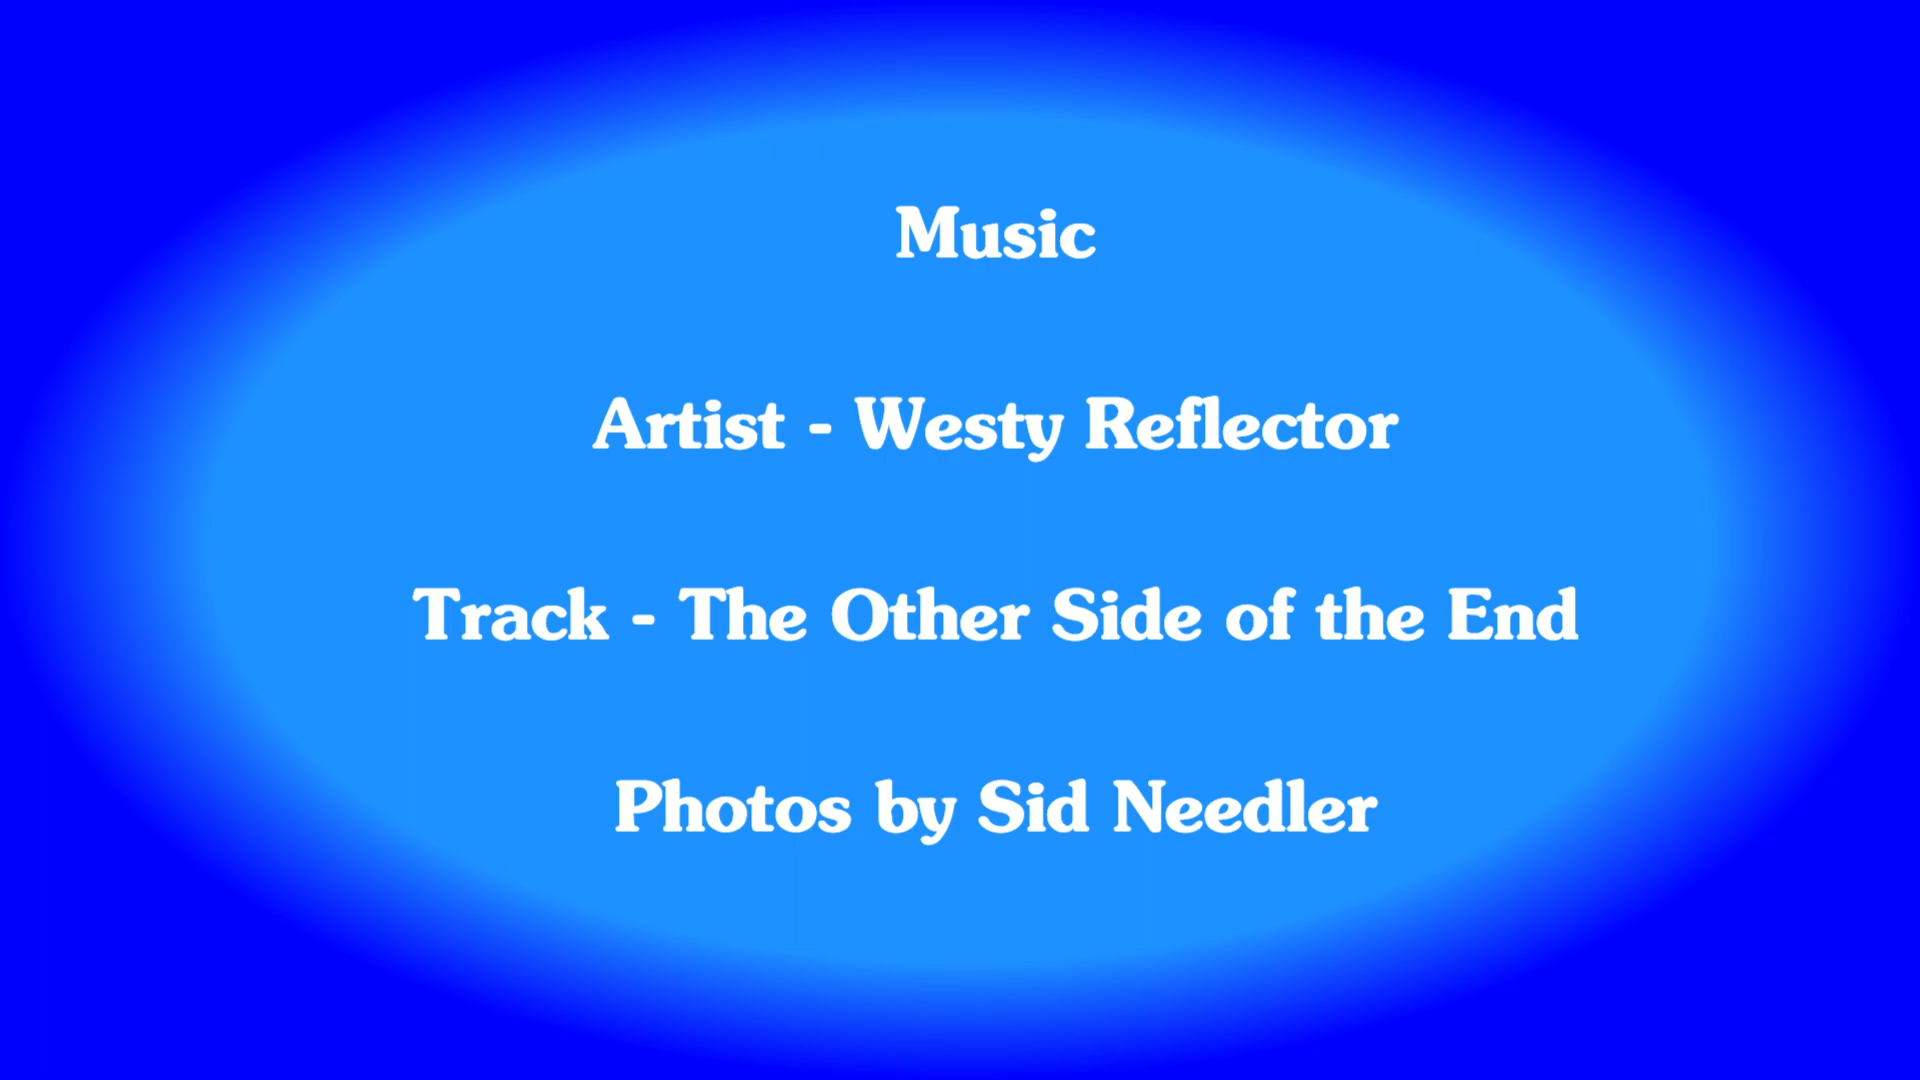 Music
Artist - Westy Reflector
Track - The Other Side of the End
Photos by Sid Needler